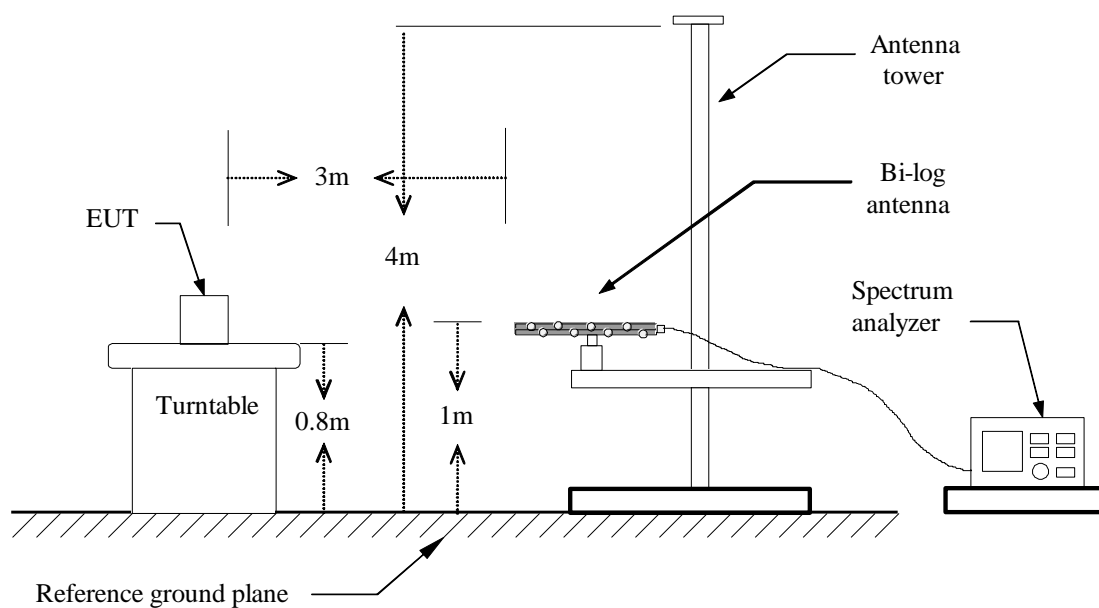 Antenna
tower
3m
Bi-log
antenna
EUT
4m
Spectrum
analyzer
Turntable
0.8m
1m
Reference ground plane